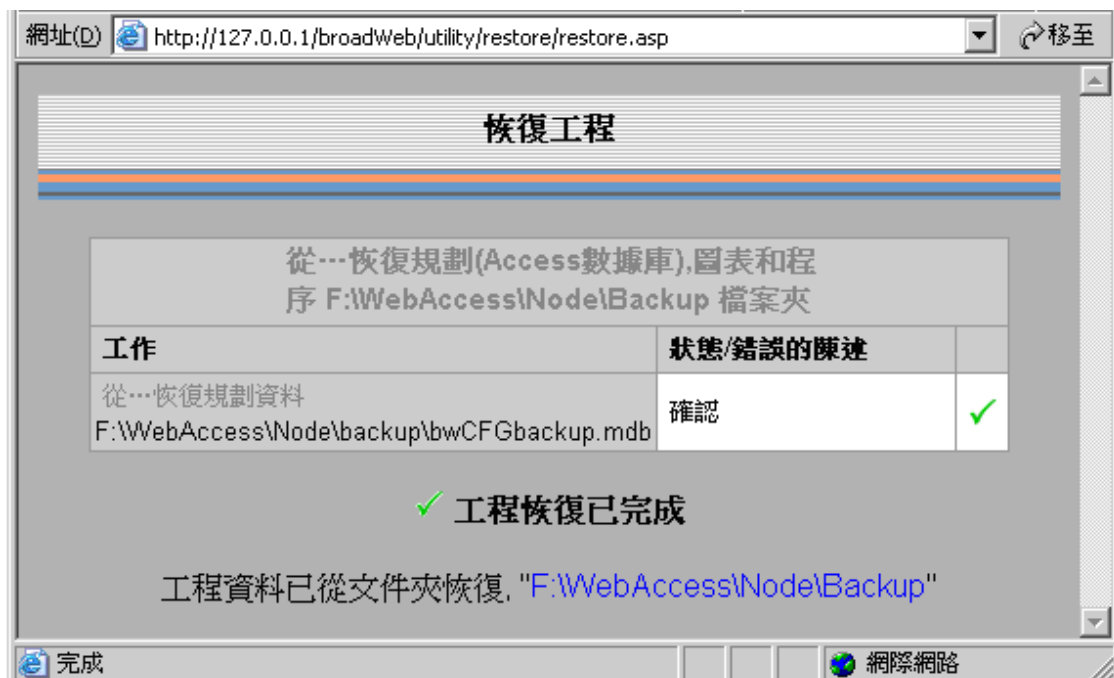 網址(D) http://127.0.0.1/broadWeb/utility/restore/restore.asp 移至
恢復工程
從…恢復規劃(Access數據庫),圖表和程
序 F:\WebAccess\Node\Backup 檔案夾
工作 狀態/錯誤的陳述
從…恢復規劃資料
F:\WebAccess\Node\backup\bwCFGbackup.mdb
確認
工程恢復已完成
工程資料已從文件夾恢復, "F:\WebAccess\Node\Backup"
完成 網際網路